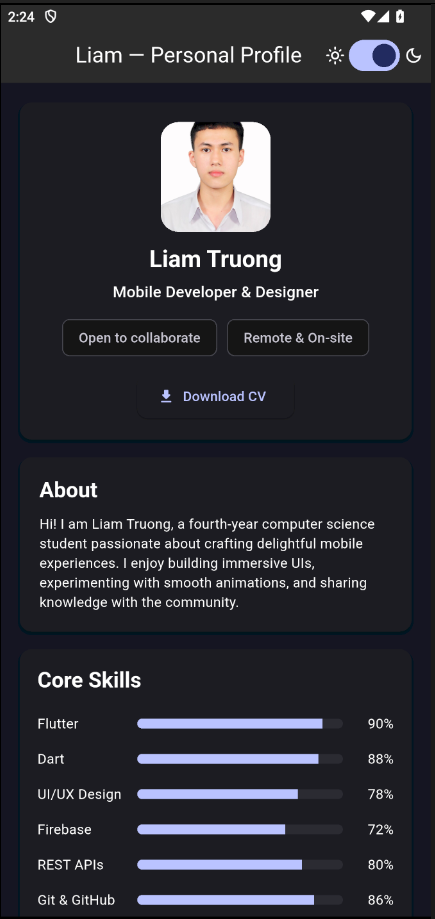 2:24
Liam — Personal Profile
Liam Truong
Mobile Developer & Designer
Open to collaborate
Remote & On-site
Download CV
About
Hi! I am Liam Truong, a fourth-year computer science
student passionate about crafting delightful mobile
experiences. I enjoy building immersive UIs,
experimenting with smooth animations, and sharing
knowledge with the community.
Core Skills
Flutter 90%
Dart 88%
UI/UX Design 78%
Firebase 72%
REST APIs 80%
Git & GitHub 86%